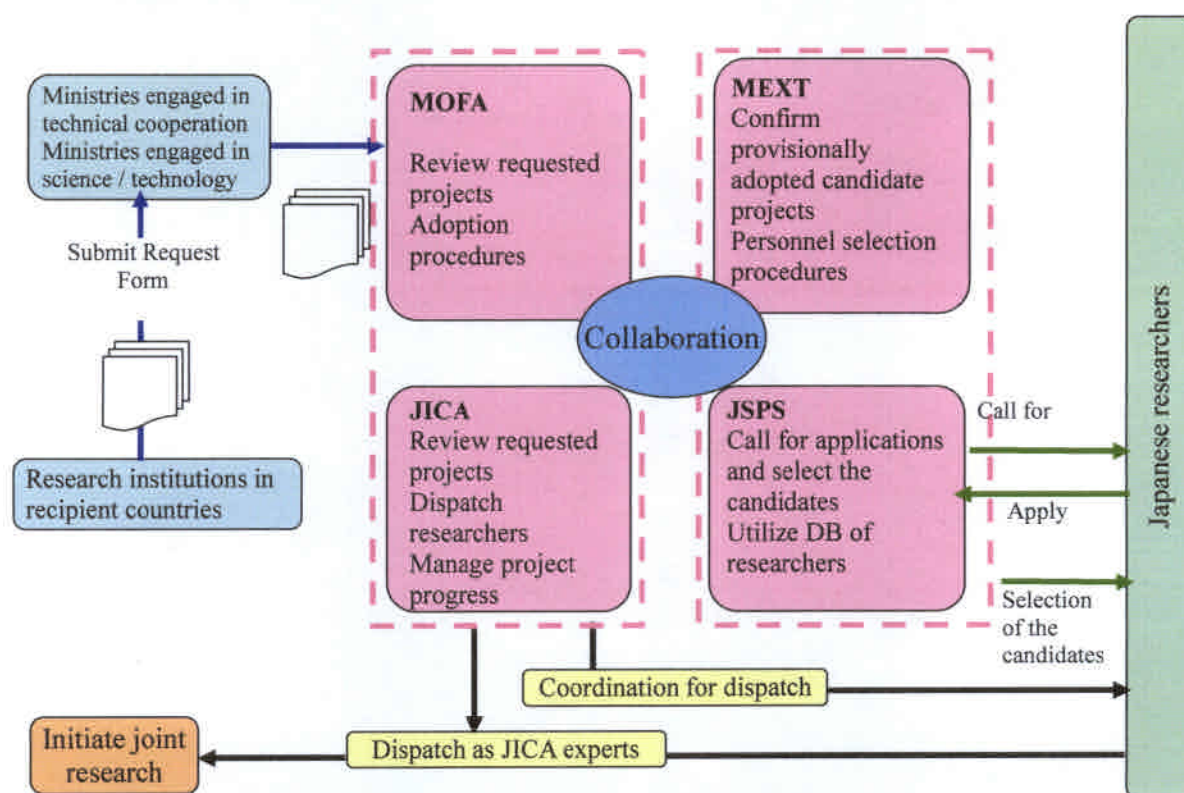 Ministries engaged in
technical cooperation
Ministries engaged in
science / technology
Submit Request
Form
Research institutions in
recipient countries
MOFA
Review requested
projects
Adoption
procedures
MEXT
Confirm
provisionally
adopted candidate
projects
Personnel selection
procedures
Collaboration
JICA
Review requested
projects
Dispatch
researchers
Manage project
progress
JSPS
Call for applications
and select the
candidates
Utilize DB of
researchers
Call for
Apply
Selection
of the
candidates
Japanese researchers
Coordination for dispatch
Dispatch as JICA experts
Initiate joint
research